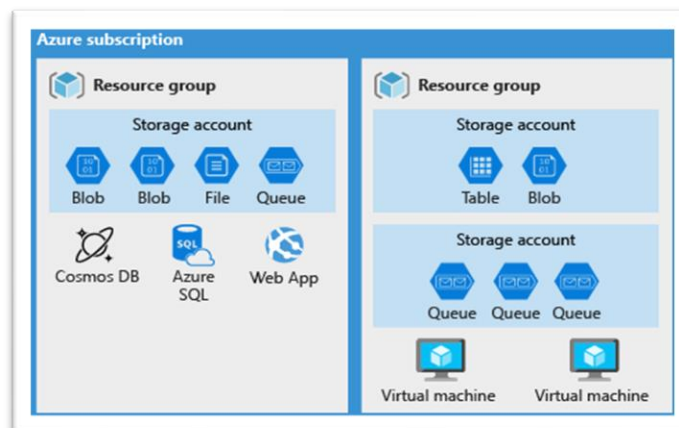 Azure subscription
Resource group
Storage account
Blob Blob File Queue
Cosmos DB Azure SQL Web App
Resource group
Storage account
Table Blob
Storage account
Queue Queue Queue
Virtual machine Virtual machine